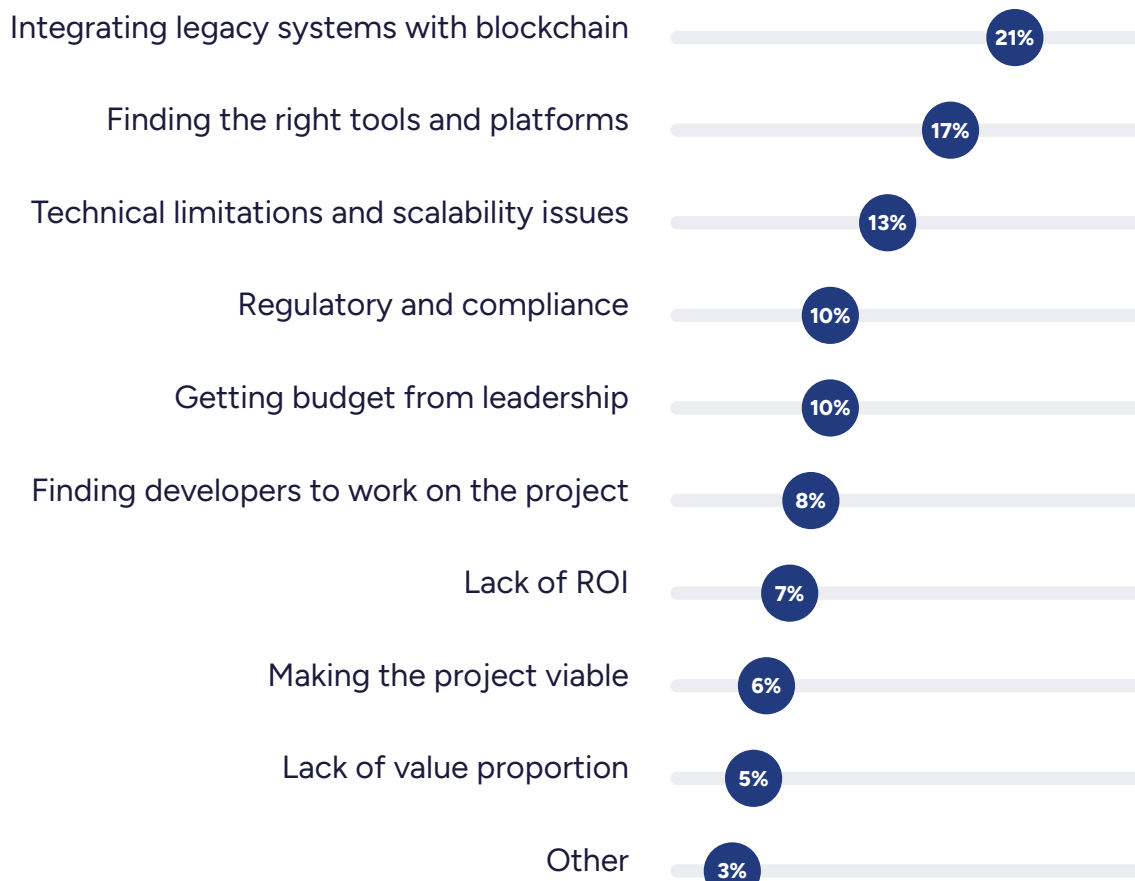 Integrating legacy systems with blockchain 21%
Finding the right tools and platforms 17%
Technical limitations and scalability issues 13%
Regulatory and compliance 10%
Getting budget from leadership 10%
Finding developers to work on the project 8%
Lack of ROI 7%
Making the project viable 6%
Lack of value proportion 5%
Other 3%